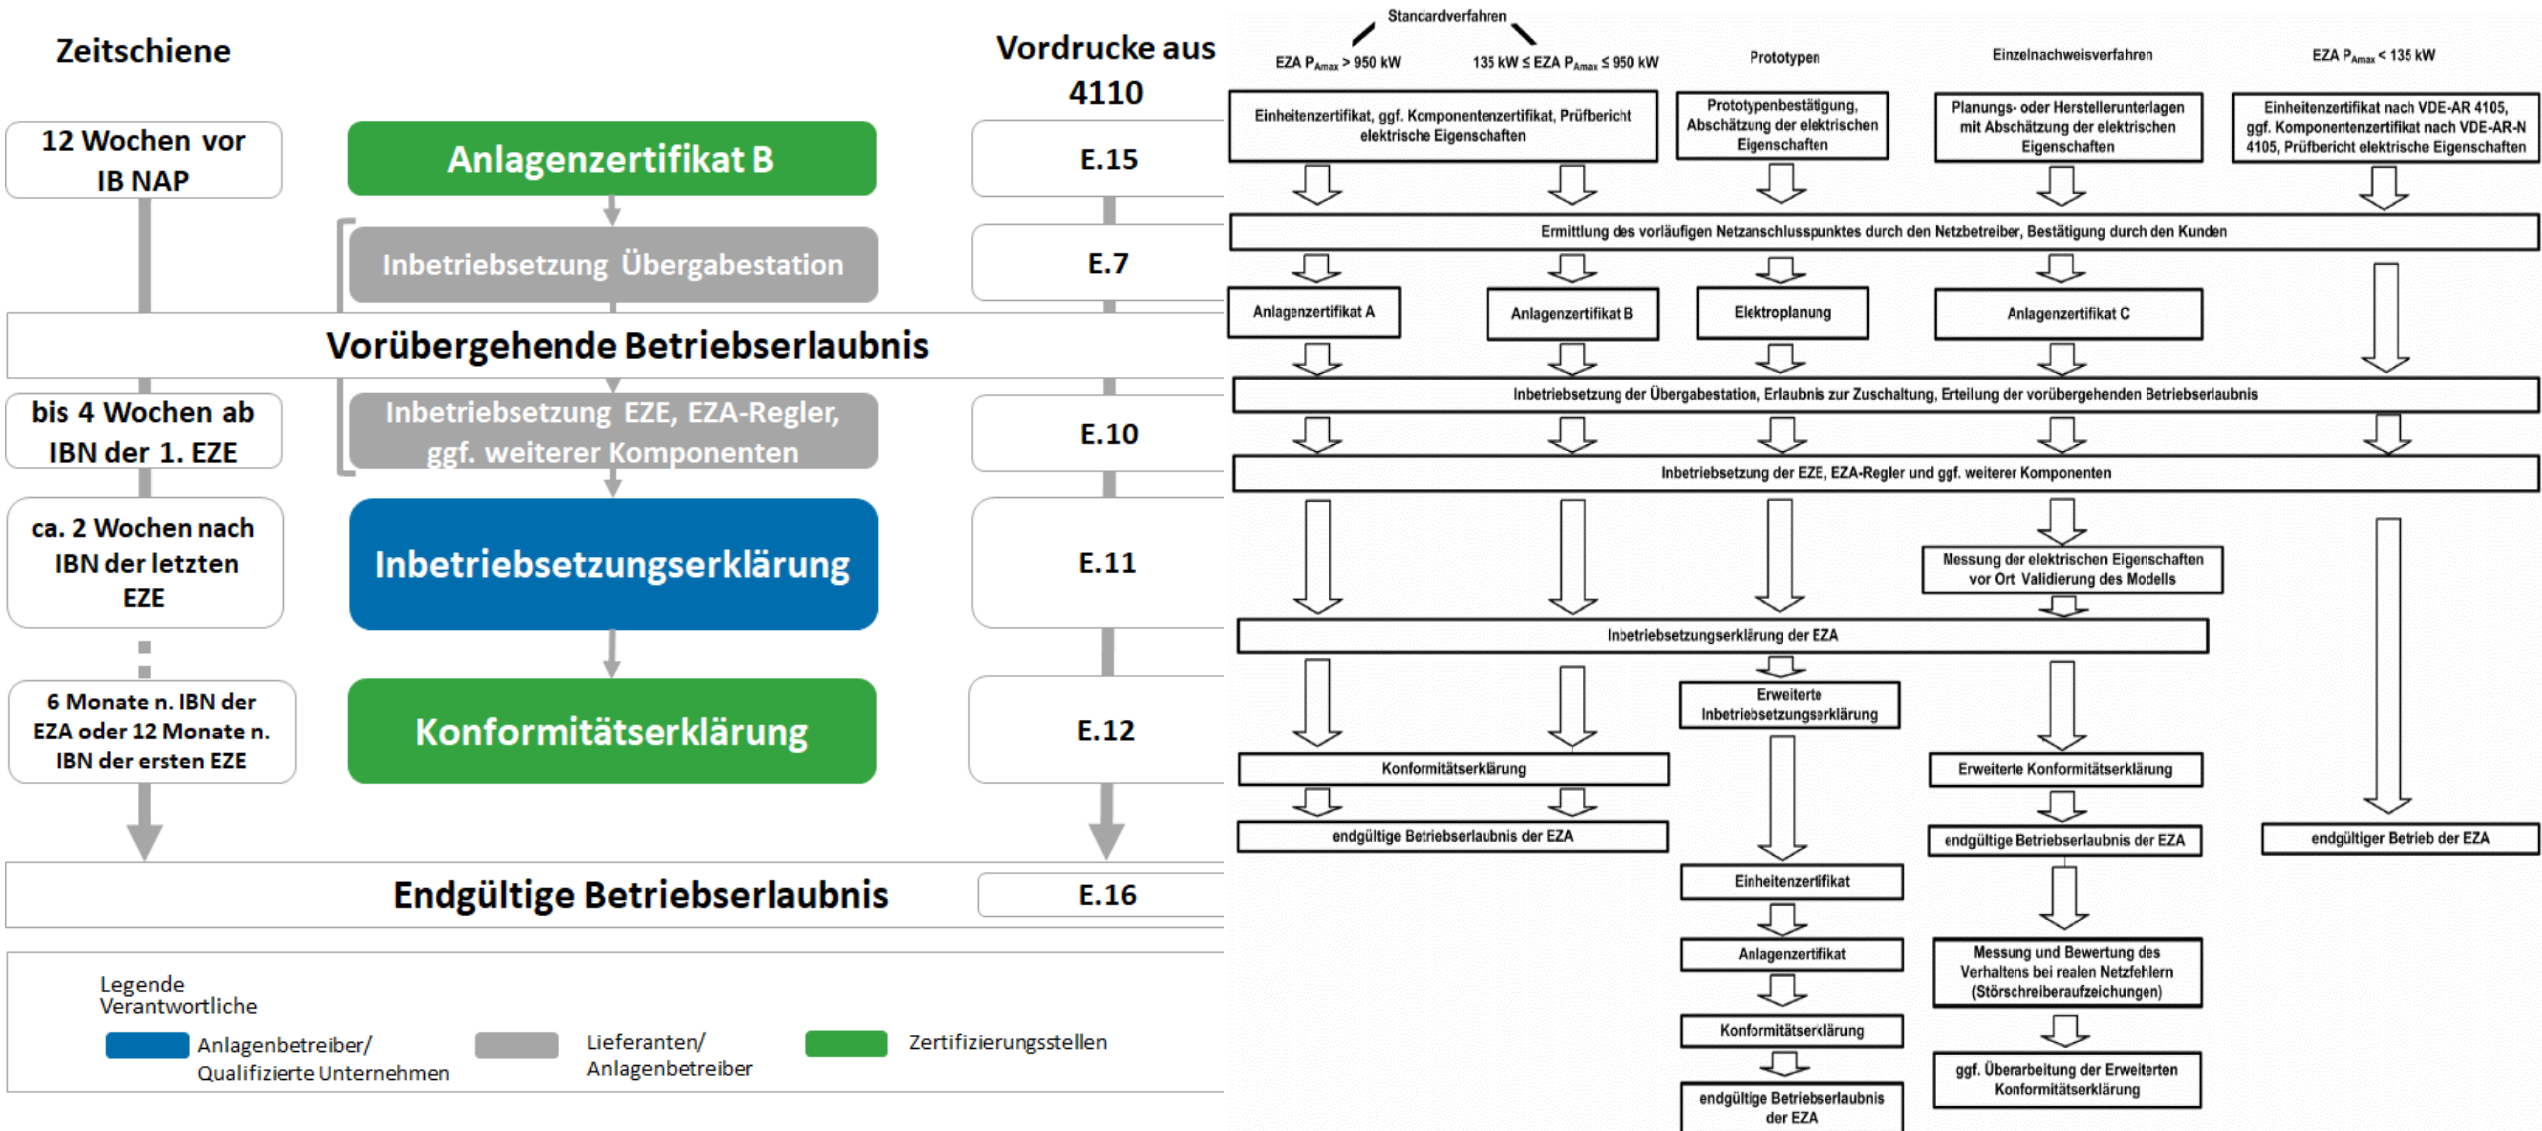 Zeitschiene
Vordrucke aus
4110
12 Wochen vor
IB NAP
Anlagenzertifikat B
E.15
Inbetriebsetzung Übergabestation
E.7
Vorübergehende Betriebserlaubnis
bis 4 Wochen ab
IBN der 1. EZE
Inbetriebsetzung EZE, EZA-Regler,
ggf. weiterer Komponenten
E.10
ca. 2 Wochen nach
IBN der letzten
EZE
Inbetriebsetzungserklärung
E.11
6 Monate n. IBN der
EZA oder 12 Monate n.
IBN der ersten EZE
Konformitätserklärung
E.12
Endgültige Betriebserlaubnis
E.16
Legende
Verantwortliche
Anlagenbetreiber/
Qualifizierte Unternehmen
Lieferanten/
Anlagenbetreiber
Zertifizierungsstellen
Standardverfahren
EZA PAmax > 950 kW
135 kW ≤ EZA PAmax ≤ 950 kW
Prototypen
Einzelnachweisverfahren
EZA PAmax < 135 kW
Einheitenzertifikat, ggf. Komponentenzertifikat, Prüfbericht
elektrische Eigenschaften
Prototypenbestätigung,
Abschätzung der elektrischen
Eigenschaften
Planungs- oder Herstellerunterlagen
mit Abschätzung der elektrischen
Eigenschaften
Einheitenzertifikat nach VDE-AR 4105,
ggf. Komponentenzertifikat nach VDE-AR-N
4105, Prüfbericht elektrische Eigenschaften
Ermittlung des vorläufigen Netzanschlusspunktes durch den Netzbetreiber, Bestätigung durch den Kunden
Anlagenzertifikat A
Anlagenzertifikat B
Elektroplanung
Anlagenzertifikat C
Inbetriebsetzung der Übergabestation, Erlaubnis zur Zuschaltung, Erteilung der vorübergehenden Betriebserlaubnis
Inbetriebsetzung der EZE, EZA-Regler und ggf. weiterer Komponenten
Nessung der elektrischen Eigenschaften
vor Ort Validierung des Modells
Inbetriebsetzungserklärung der EZA
Erweiterte
Inbetriebsetzungserklärung
Konformitätserklärung
Erweiterte Konformitätserklärung
endgültige Betriebserlaubnis der EZA
endgültige Betriebserlaubnis der EZA
endgültiger Betrieb der EZA
Einheitenzertifikat
Anlagenzertifikat
Messung und Bewertung des
Verhaltens bei realen Netzfehlern
(Störschreiberaufzeichungen)
Konformitätserklärung
ggf. Überarbeitung der Erweiterten
Konformitätserklärung
endgültige Betriebserlaubnis
der EZA